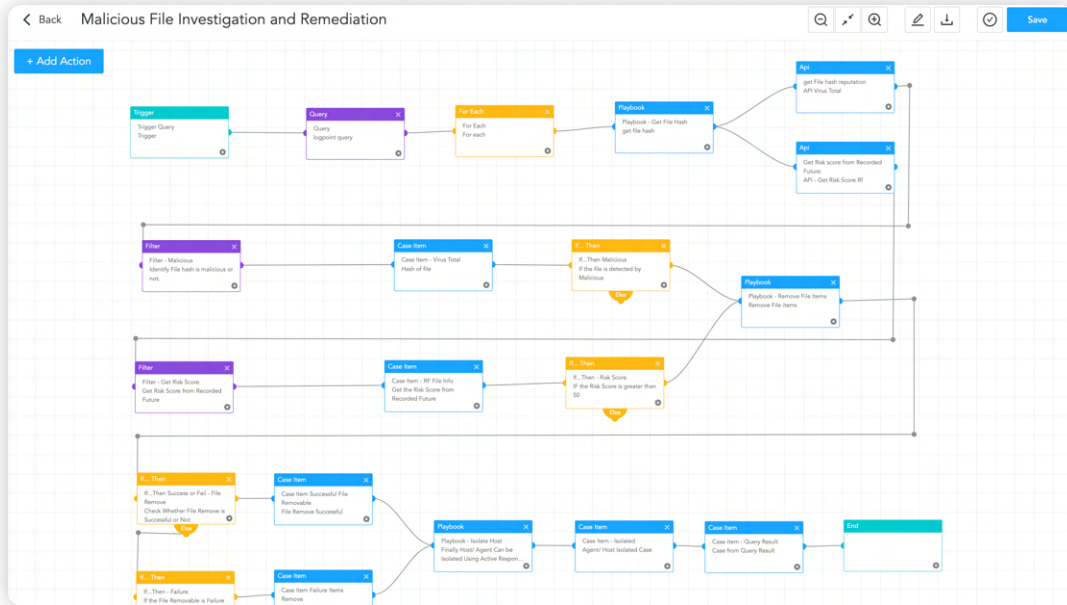 Back
Malicious File Investigation and Remediation
Save
+ Add Action
Trigger
Trigger Query
Trigger
Query
Query
logpoint query
For Each
For Each
For each
Playbook
Playbook - Get File Hash
get file hash
Api
get File hash reputation
API Virus Total
Api
Get Risk score from Recorded
Future.
API - Get Risk Score RF
Filter
Filter - Malicious
Identify File hash is malicious or
not.
Case Item
Case Item - Virus Total
Hash of file
If... Then
If...Then Malicious
If the file is detected by
Malicious
Else
Playbook
Playbook - Remove File Items
Remove File items
Filter
Filter - Get Risk Score
Get Risk Score from Recorded
Future
Case Item
Case Item - RF File Info
Get the Risk Score from
Recorded Future
If... Then
If...Then - Risk Score
IF the Risk Score is greater than
50
Else
If... Then
If...Then Success or Fail - File
Remove
Check Whether File Remove is
Successful or Not
Else
Case Item
Case Item Successful File
Removable
File Remove Successful
Playbook
Playbook - Isolate Host
Finally Host/ Agent Can be
Isolated Using Active Respon...
Case Item
Case Item - Isolated
Agent/ Host Isolated Case
Case Item
Case Item - Query Result
Case from Query Result
End
If... Then
If...Then - Failure
If the File Removable is Failure
Case Item
Case Item Failure Items
Remove